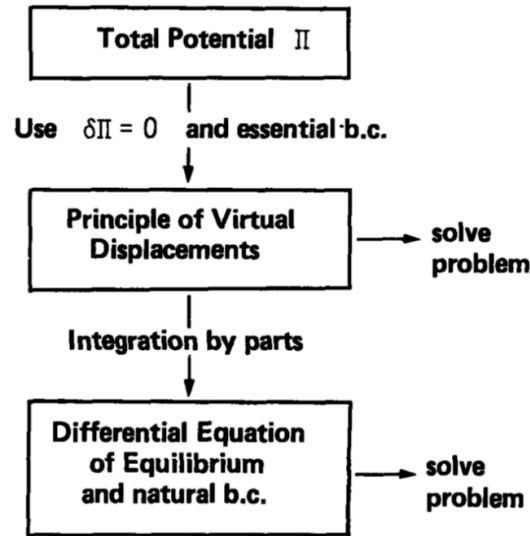 Total Potential Π
Use δΠ = 0 and essential b.c.
Principle of Virtual
Displacements
solve
problem
Integration by parts
Differential Equation
of Equilibrium
and natural b.c.
solve
problem